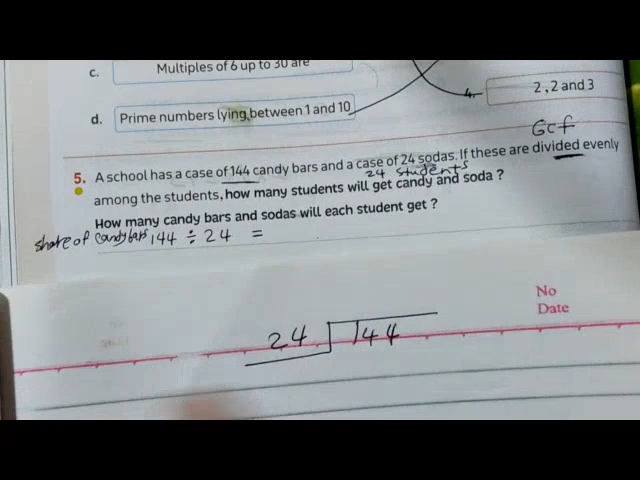 c. Multiples of 6 up to 30 are
4. 2 , 2 and 3
d. Prime numbers lying between 1 and 10
GCF
5. A school has a case of 144 candy bars and a case of 24 sodas. If these are divided evenly
24 students
among the students, how many students will get candy and soda ?
How many candy bars and sodas will each student get ?
share of candy bars 144 ÷ 24 =
No
Date
24 144